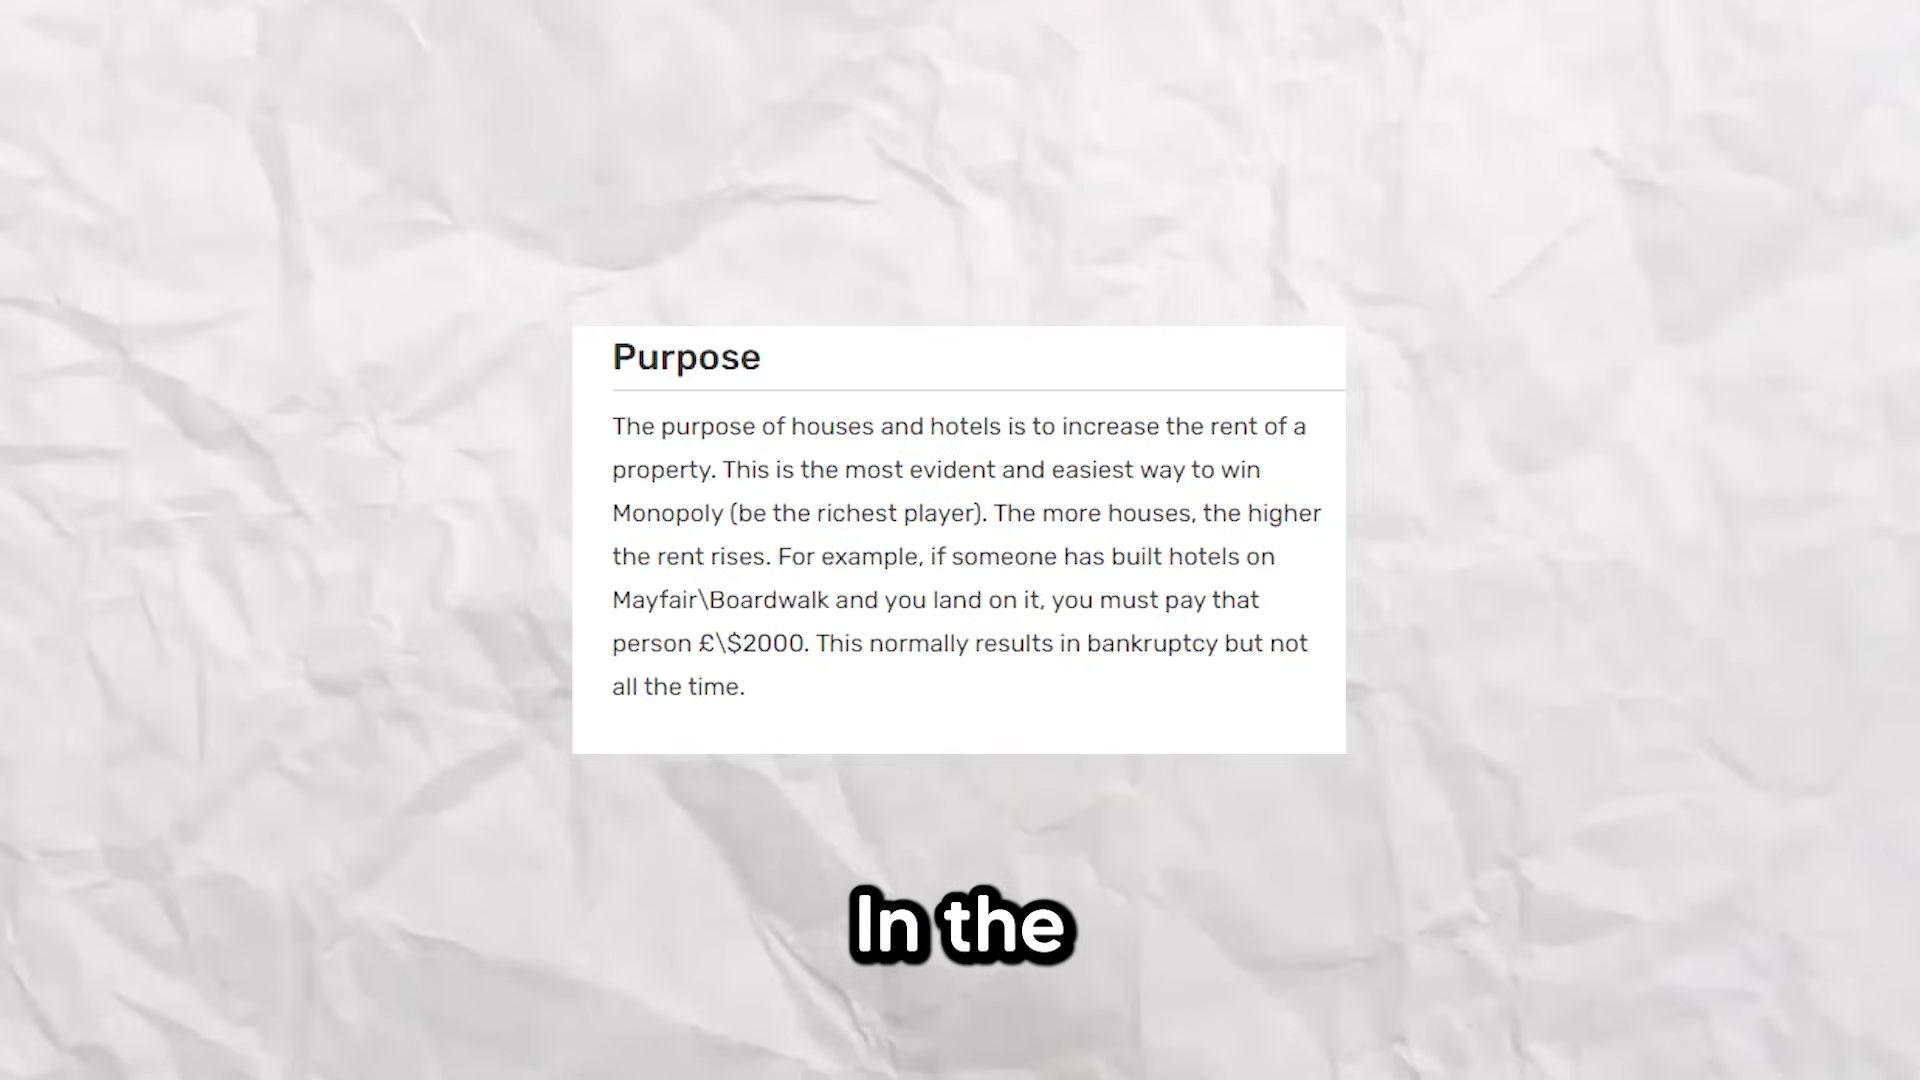 Purpose
The purpose of houses and hotels is to increase the rent of a
property. This is the most evident and easiest way to win
Monopoly (be the richest player). The more houses, the higher
the rent rises. For example, if someone has built hotels on
Mayfair\Boardwalk and you land on it, you must pay that
person £\$2000. This normally results in bankruptcy but not
all the time.
In the